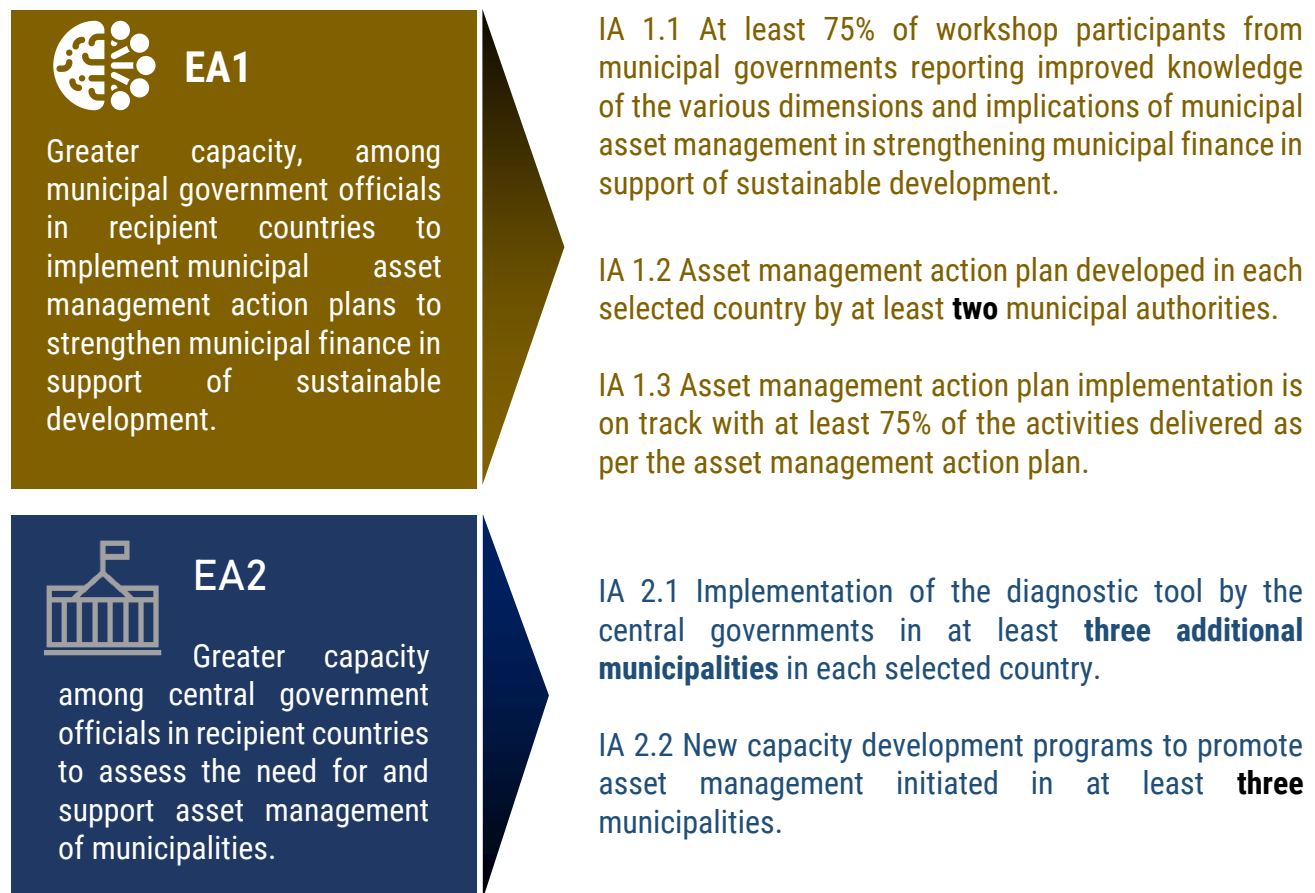 EA1
Greater capacity, among
municipal government officials
in recipient countries to
implement municipal asset
management action plans to
strengthen municipal finance in
support of sustainable
development.
IA 1.1 At least 75% of workshop participants from
municipal governments reporting improved knowledge
of the various dimensions and implications of municipal
asset management in strengthening municipal finance in
support of sustainable development.
IA 1.2 Asset management action plan developed in each
selected country by at least two municipal authorities.
IA 1.3 Asset management action plan implementation is
on track with at least 75% of the activities delivered as
per the asset management action plan.
EA2
Greater capacity
among central government
officials in recipient countries
to assess the need for and
support asset management
of municipalities.
IA 2.1 Implementation of the diagnostic tool by the
central governments in at least three additional
municipalities in each selected country.
IA 2.2 New capacity development programs to promote
asset management initiated in at least three
municipalities.